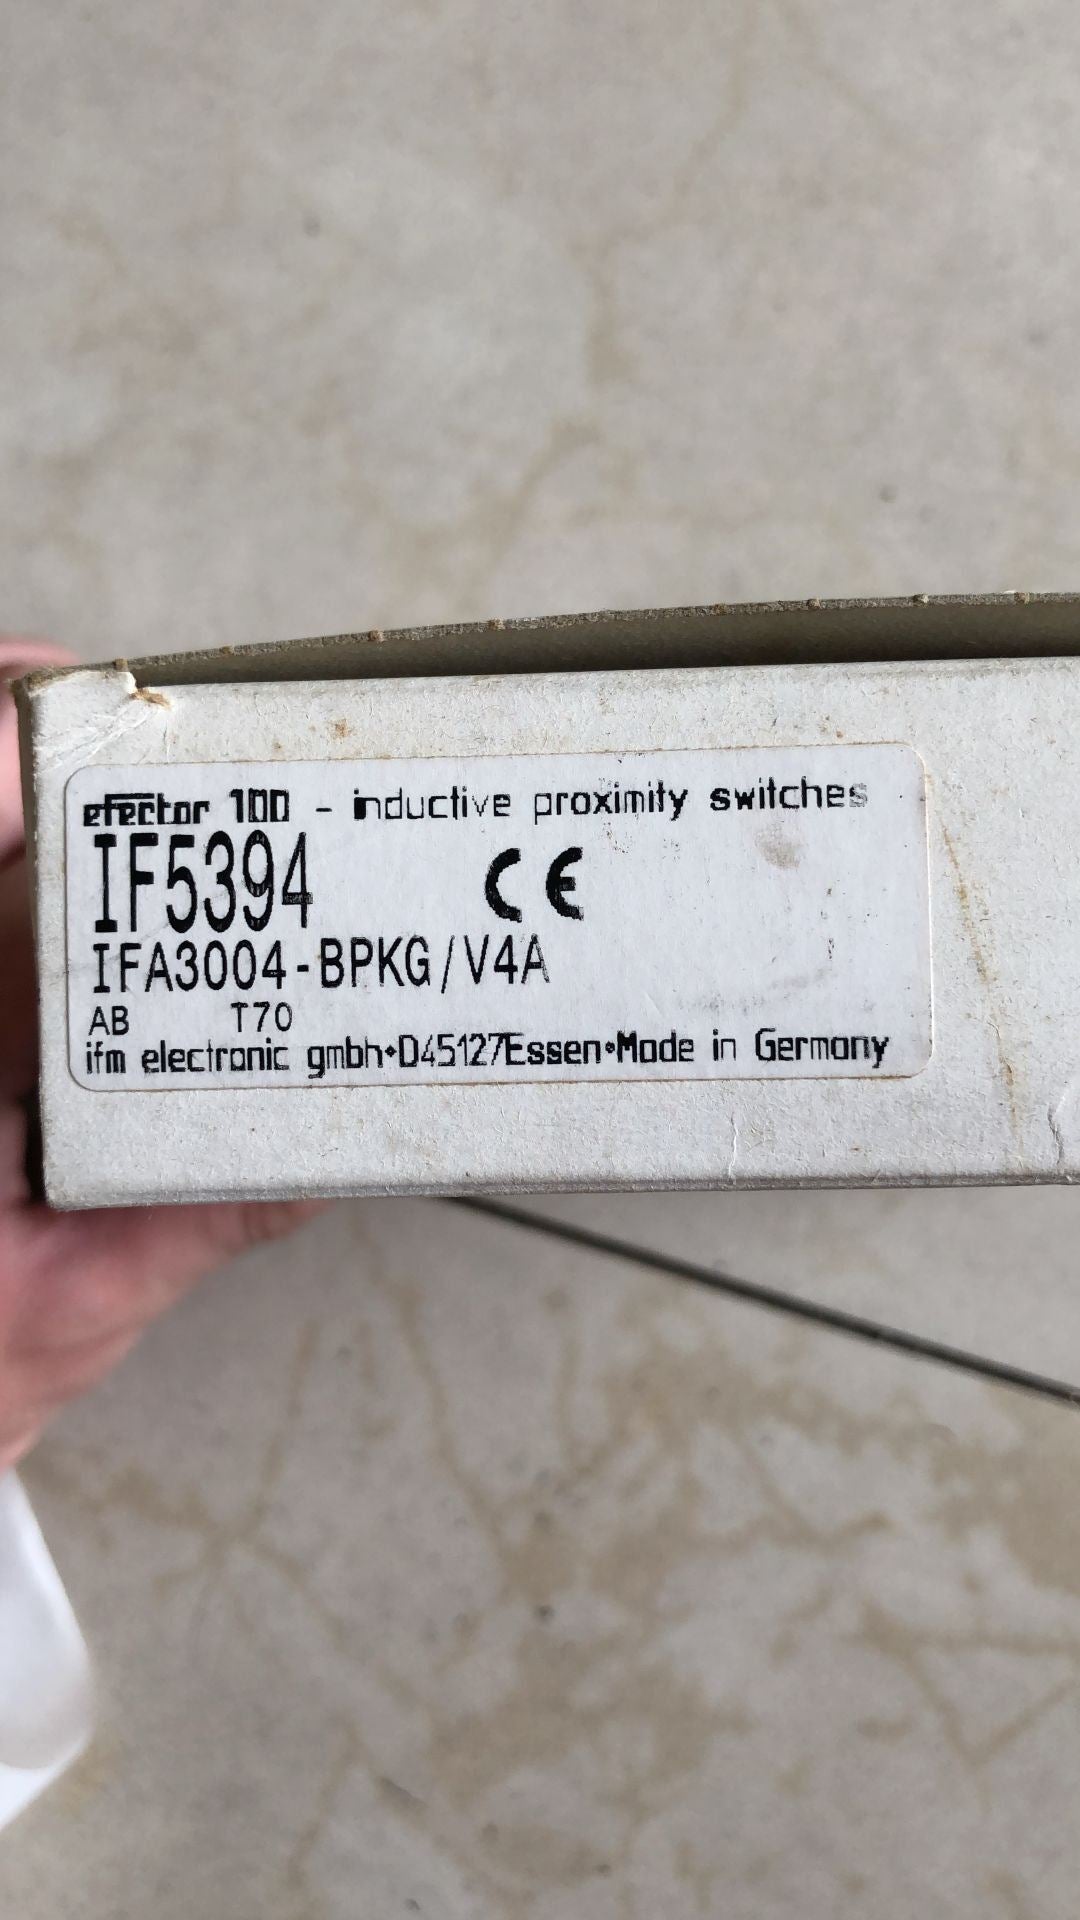 efector 100 - inductive proximity switches
IF5394 CE
IFA3004-BPKG/V4A
AB T70
ifm electronic gmbh•D45127Essen•Made in Germany